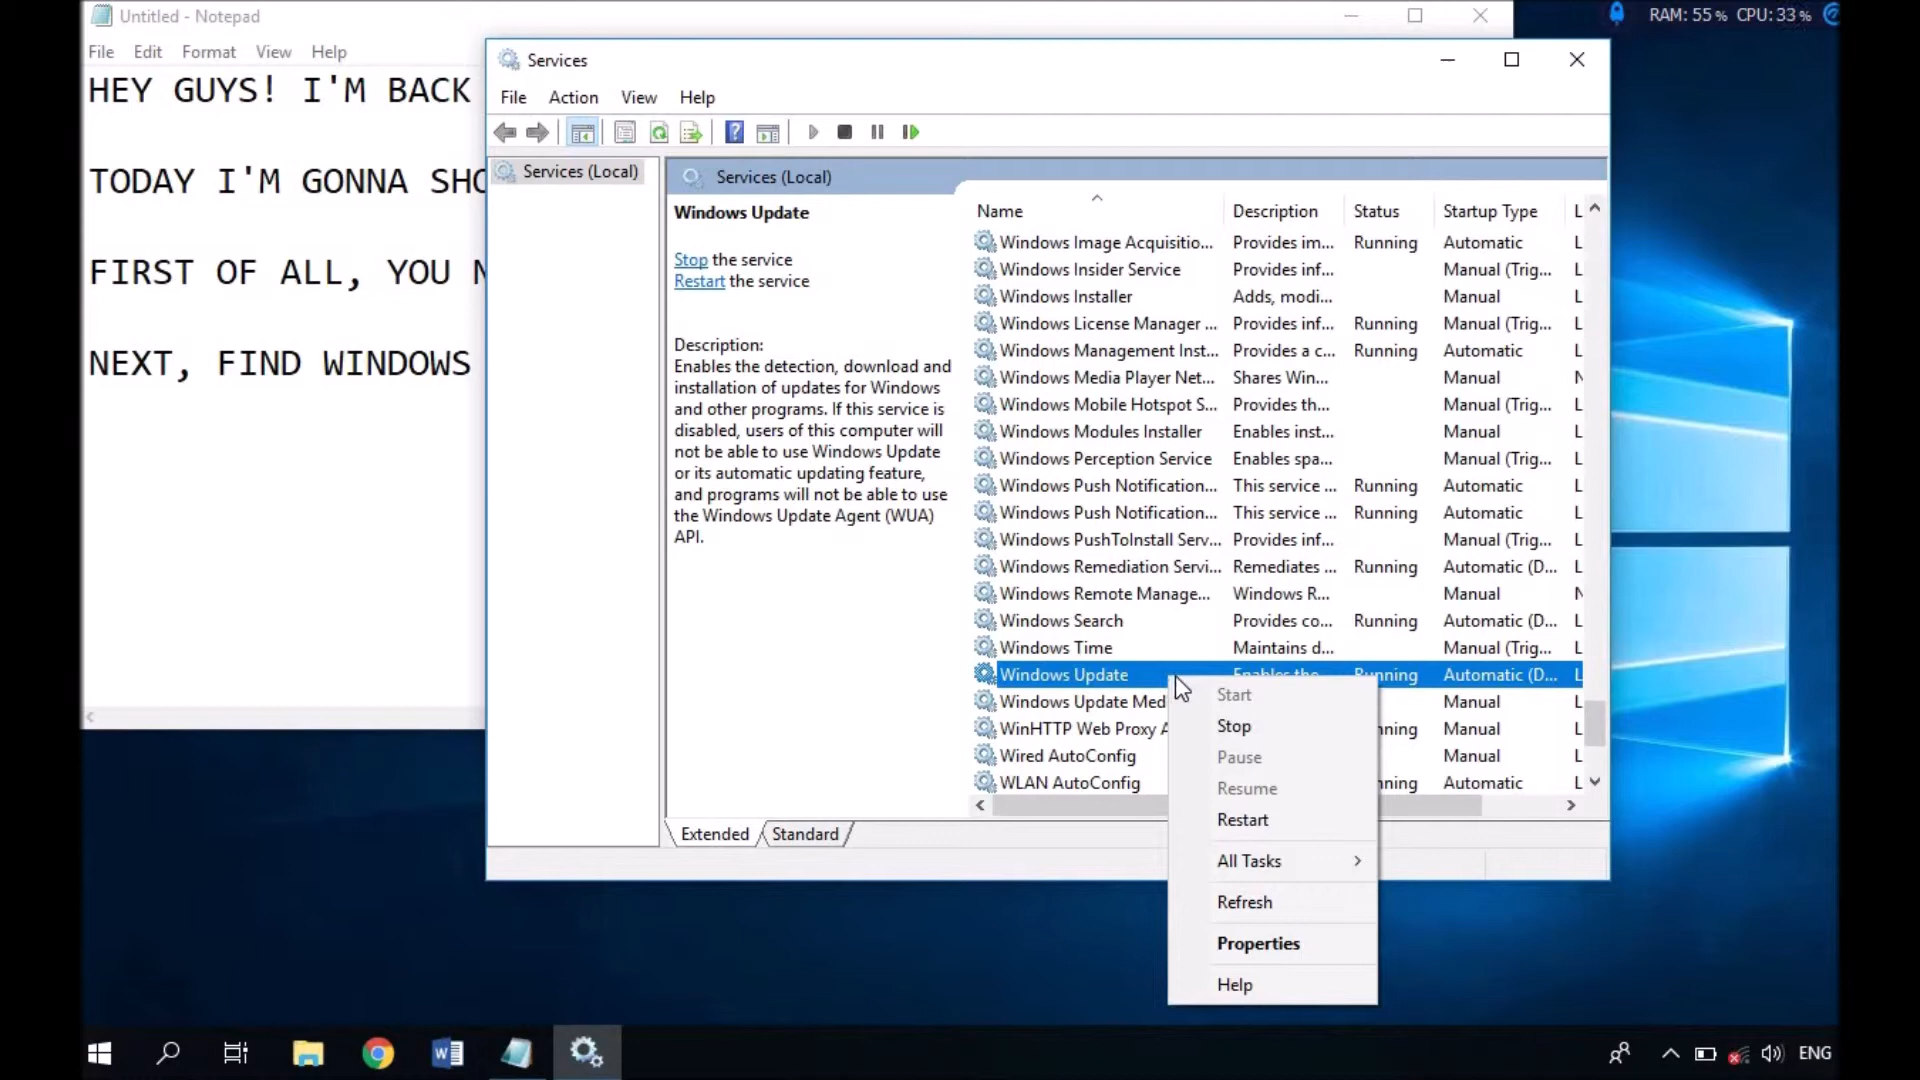 Untitled - Notepad
RAM: 55 % CPU: 33 %
File Edit Format View Help
HEY GUYS! I'M BACK
TODAY I'M GONNA
FIRST OF ALL, YOU
NEXT, FIND WINDOWS
Services
File Action View Help
Services (Local)
Services (Local)
Windows Update
Stop the service
Restart the service
Description:
Enables the detection, download and
installation of updates for Windows
and other programs. If this service is
disabled, users of this computer will
not be able to use Windows Update
or its automatic updating feature,
and programs will not be able to use
the Windows Update Agent (WUA)
API.
Name Description Status Startup Type L
Windows Image Acquisitio... Provides im... Running Automatic L
Windows Insider Service Provides inf... Manual (Trig... L
Windows Installer Adds, modi... Manual L
Windows License Manager ... Provides inf... Running Manual (Trig... L
Windows Management Inst... Provides a c... Running Automatic L
Windows Media Player Net... Shares Win... Manual N
Windows Mobile Hotspot S... Provides th... Manual (Trig... L
Windows Modules Installer Enables inst... Manual L
Windows Perception Service Enables spa... Manual (Trig... L
Windows Push Notification... This service ... Running Automatic L
Windows Push Notification... This service ... Running Automatic L
Windows PushToInstall Serv... Provides inf... Manual (Trig... L
Windows Remediation Servi... Remediates ... Running Automatic (D... L
Windows Remote Manage... Windows R... Manual N
Windows Search Provides co... Running Automatic (D... L
Windows Time Maintains d... Manual (Trig... L
Windows Update Enables the... Running Automatic (D... L
Windows Update Med Manual L
WinHTTP Web Proxy A nning Manual L
Wired AutoConfig Manual L
WLAN AutoConfig nning Automatic L
Start
Stop
Pause
Resume
Restart
All Tasks
Refresh
Properties
Help
Extended Standard
ENG